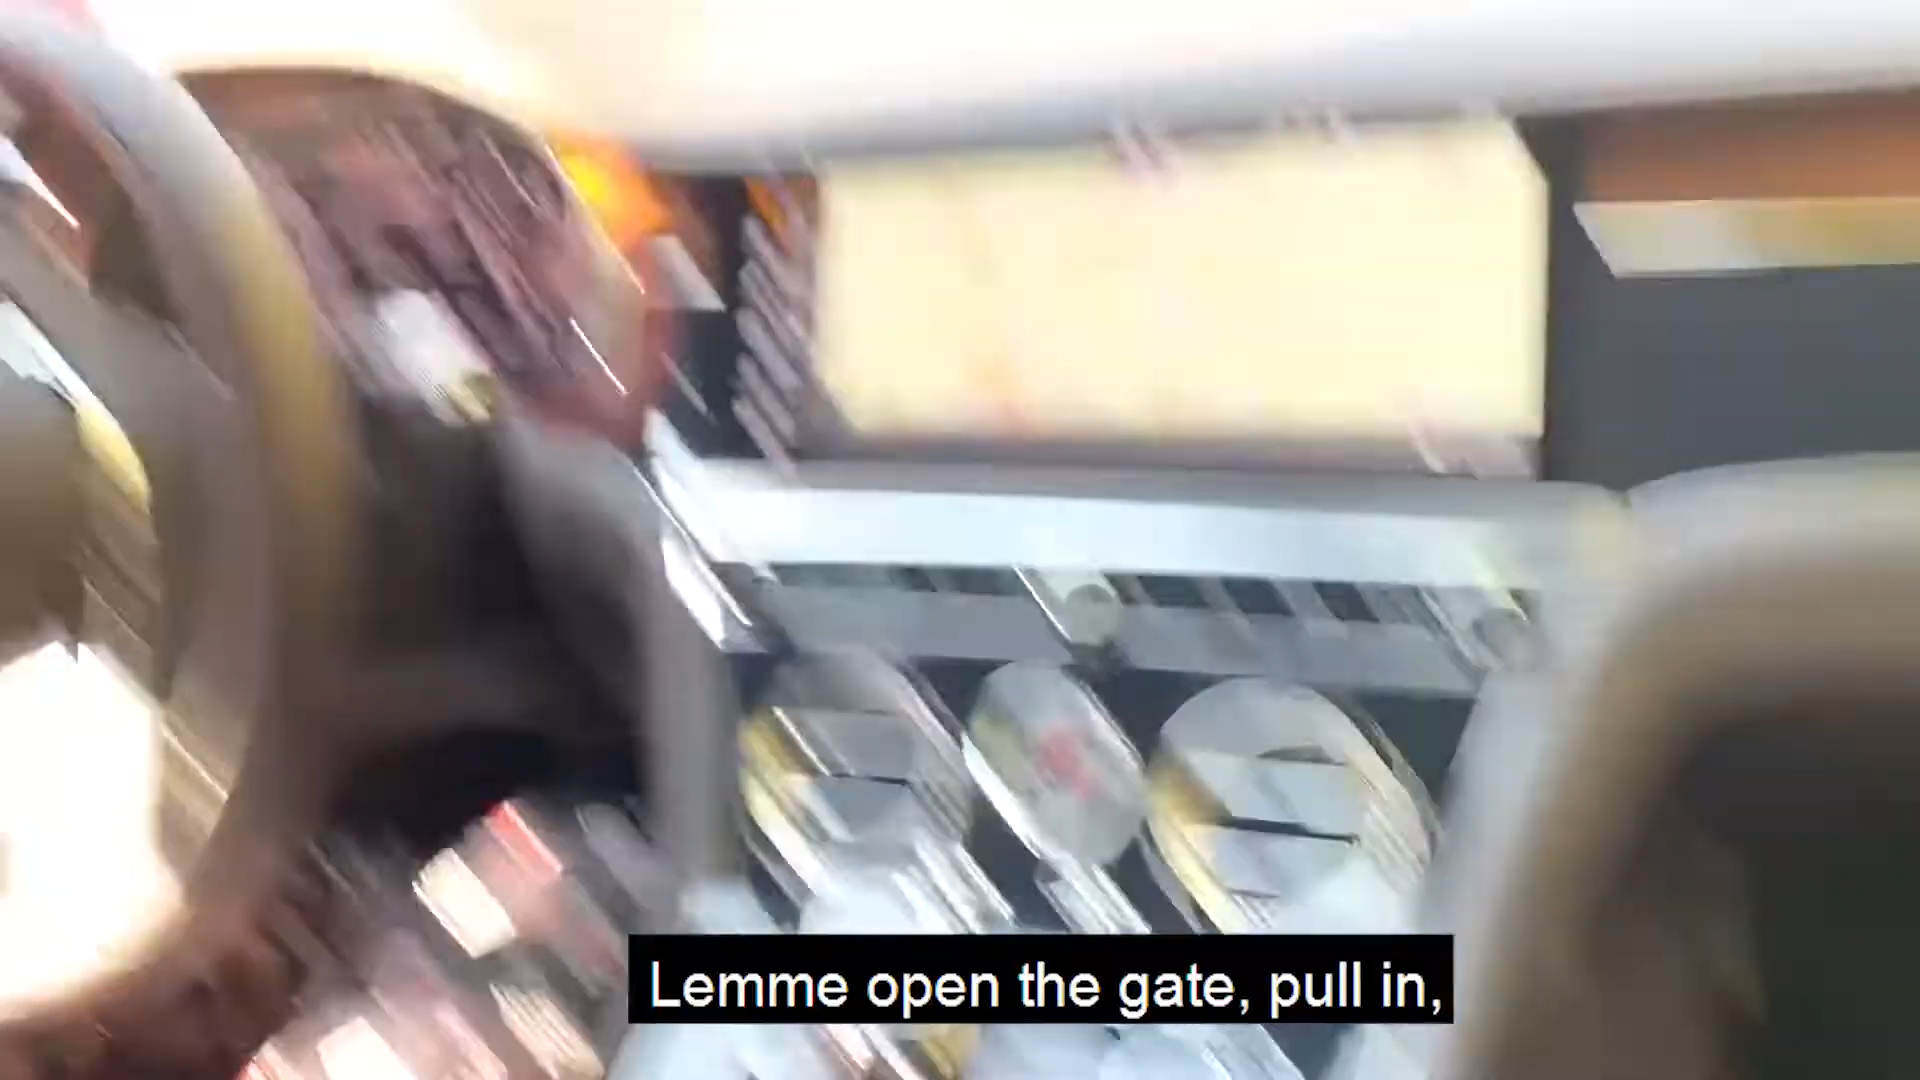 Lemme open the gate, pull in,